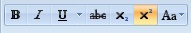 B I U abc x₂ x² Aa